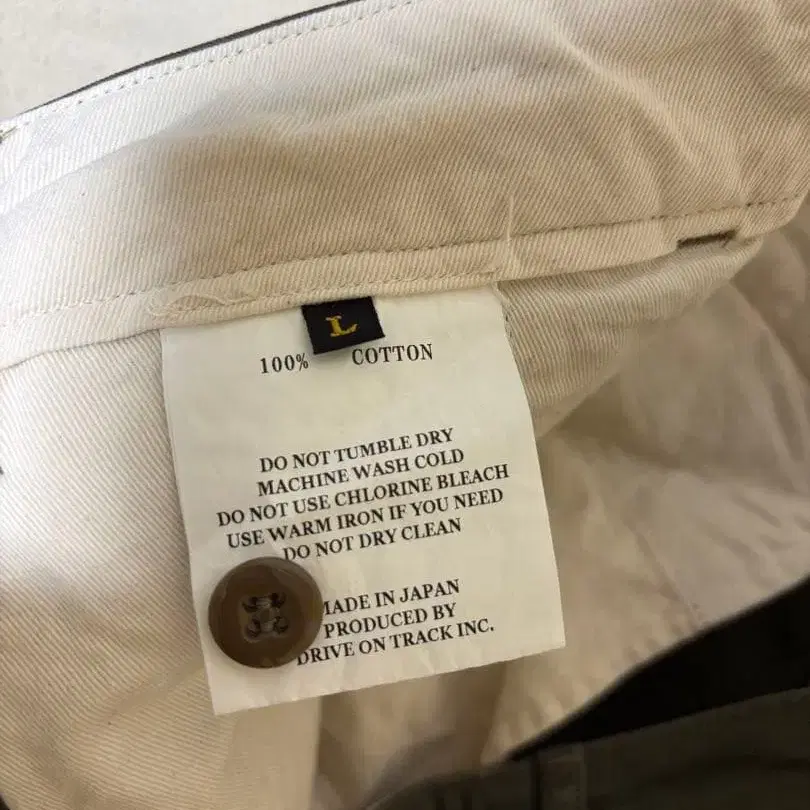 L
100% COTTON
DO NOT TUMBLE DRY
MACHINE WASH COLD
DO NOT USE CHLORINE BLEACH
USE WARM IRON IF YOU NEED
DO NOT DRY CLEAN
MADE IN JAPAN
PRODUCED BY
DRIVE ON TRACK INC.